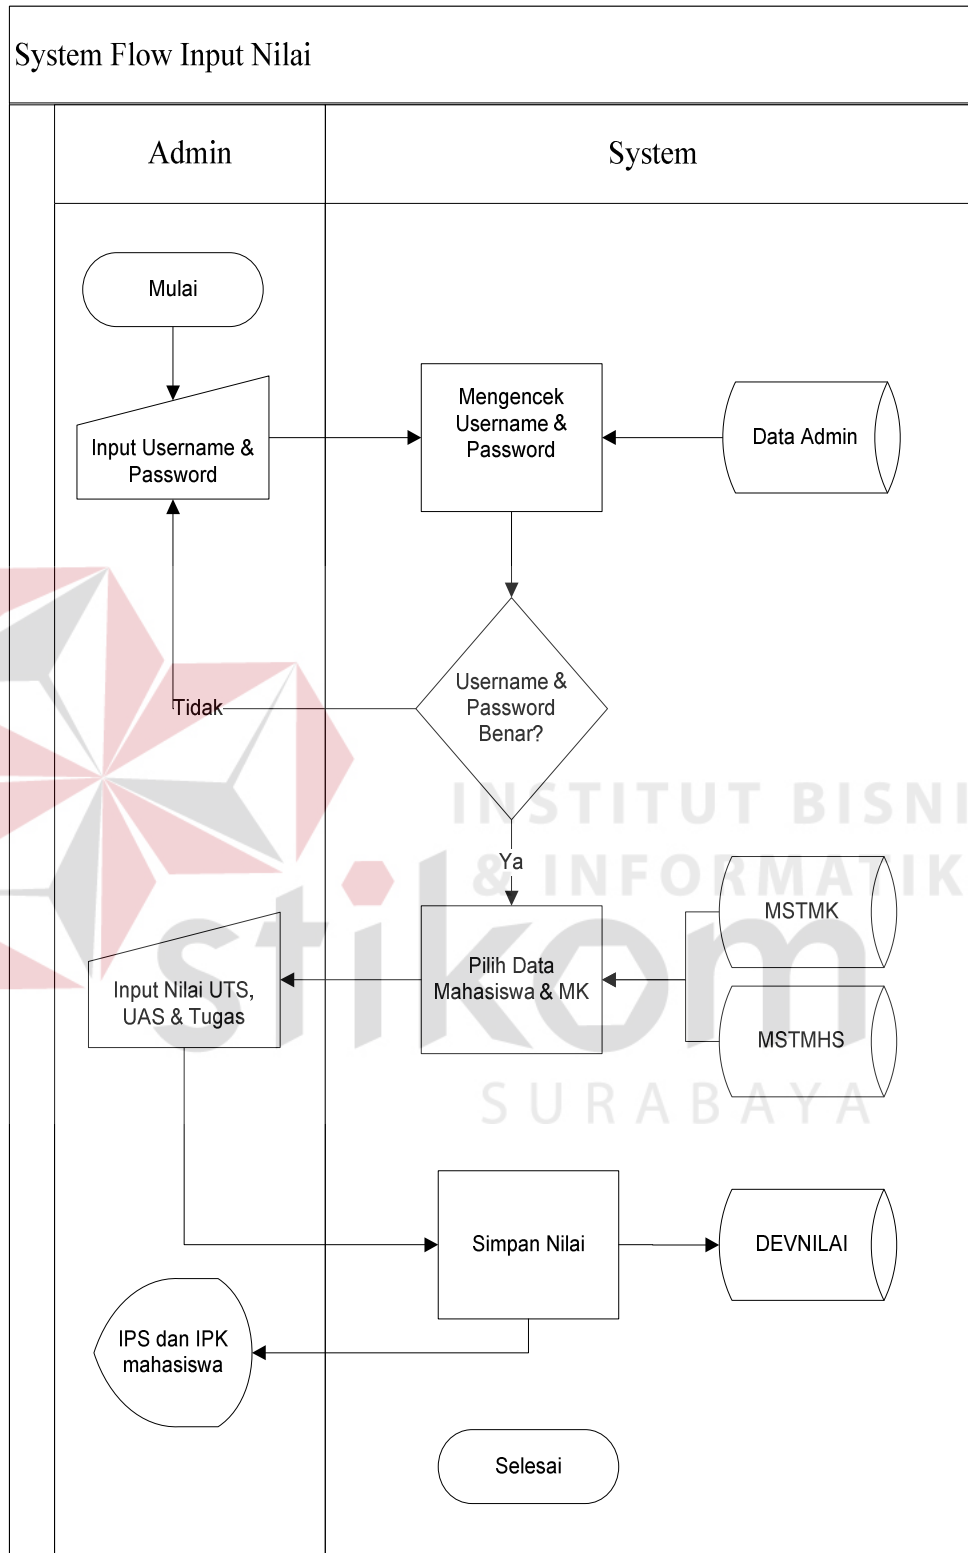 System Flow Input Nilai
Admin
System
Mulai
Input Username &
Password
Mengencek
Username &
Password
Data Admin
Username &
Password
Benar?
Tidak
Ya
INSTITUT BISNI
& INFORMATIK
stikom
SURABAYA
MSTMK
Pilih Data
Mahasiswa & MK
Input Nilai UTS,
UAS & Tugas
MSTMHS
Simpan Nilai
DEVNILAI
IPS dan IPK
mahasiswa
Selesai